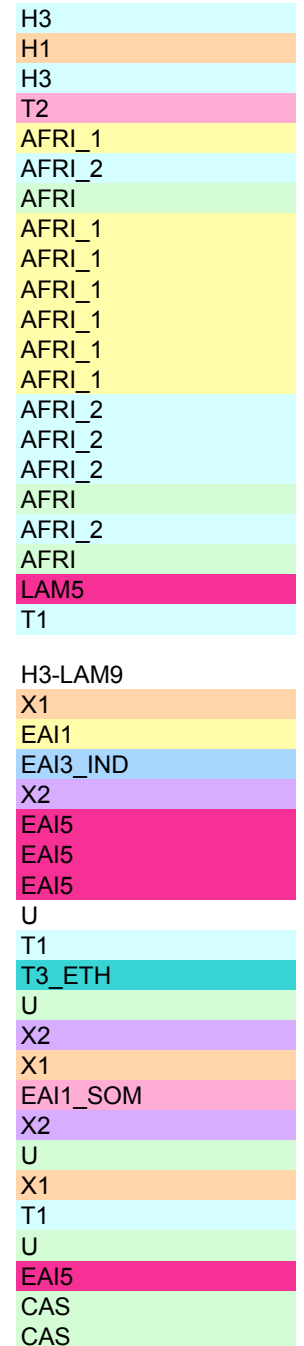 H3
H1
H3
T2
AFRI_1
AFRI_2
AFRI
AFRI_1
AFRI_1
AFRI_1
AFRI_1
AFRI_1
AFRI_1
AFRI_2
AFRI_2
AFRI_2
AFRI
AFRI_2
AFRI
LAM5
T1
H3-LAM9
X1
EAI1
EAI3_IND
X2
EAI5
EAI5
EAI5
U
T1
T3_ETH
U
X2
X1
EAI1_SOM
X2
U
X1
T1
U
EAI5
CAS
CAS